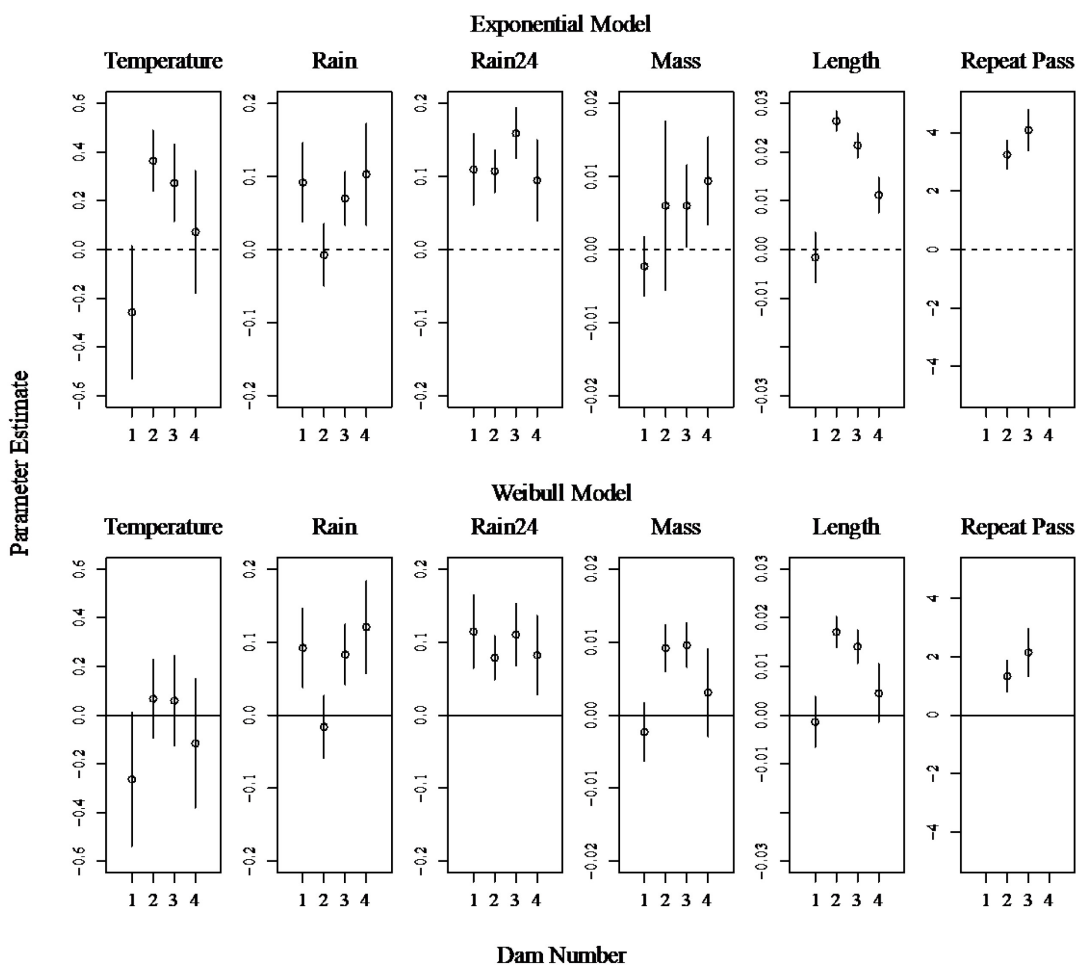 Exponential Model
Temperature Rain Rain24 Mass Length Repeat Pass
0.6 0.4 0.2 0.0 −0.2 −0.4 −0.6
0.2 0.1 0.0 −0.1 −0.2
0.2 0.1 0.0 −0.1 −0.2
0.02 0.01 0.00 −0.01 −0.02
0.03 0.02 0.01 0.00 −0.01 −0.03
4 2 0 −2 −4
1 2 3 4 1 2 3 4 1 2 3 4 1 2 3 4 1 2 3 4 1 2 3 4
Parameter Estimate
Weibull Model
Temperature Rain Rain24 Mass Length Repeat Pass
0.6 0.4 0.2 0.0 −0.2 −0.4 −0.6
0.2 0.1 0.0 −0.1 −0.2
0.2 0.1 0.0 −0.1 −0.2
0.02 0.01 0.00 −0.01 −0.02
0.03 0.02 0.01 0.00 −0.01 −0.03
4 2 0 −2 −4
1 2 3 4 1 2 3 4 1 2 3 4 1 2 3 4 1 2 3 4 1 2 3 4
Dam Number